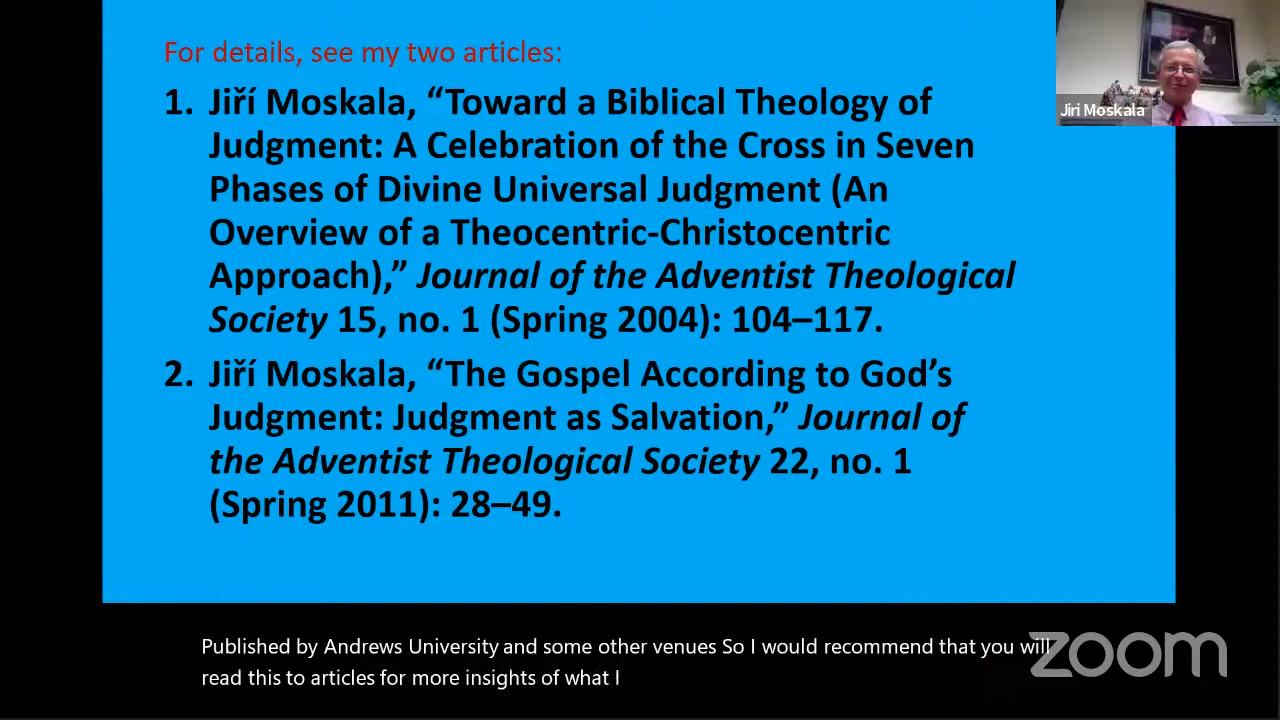 For details, see my two articles:
1. Jiří Moskala, “Toward a Biblical Theology of
Judgment: A Celebration of the Cross in Seven
Phases of Divine Universal Judgment (An
Overview of a Theocentric-Christocentric
Approach),” Journal of the Adventist Theological
Society 15, no. 1 (Spring 2004): 104–117.
2. Jiří Moskala, “The Gospel According to God’s
Judgment: Judgment as Salvation,” Journal of
the Adventist Theological Society 22, no. 1
(Spring 2011): 28–49.
Jiri Moskala
Published by Andrews University and some other venues So I would recommend that you will
read this to articles for more insights of what I
zoom